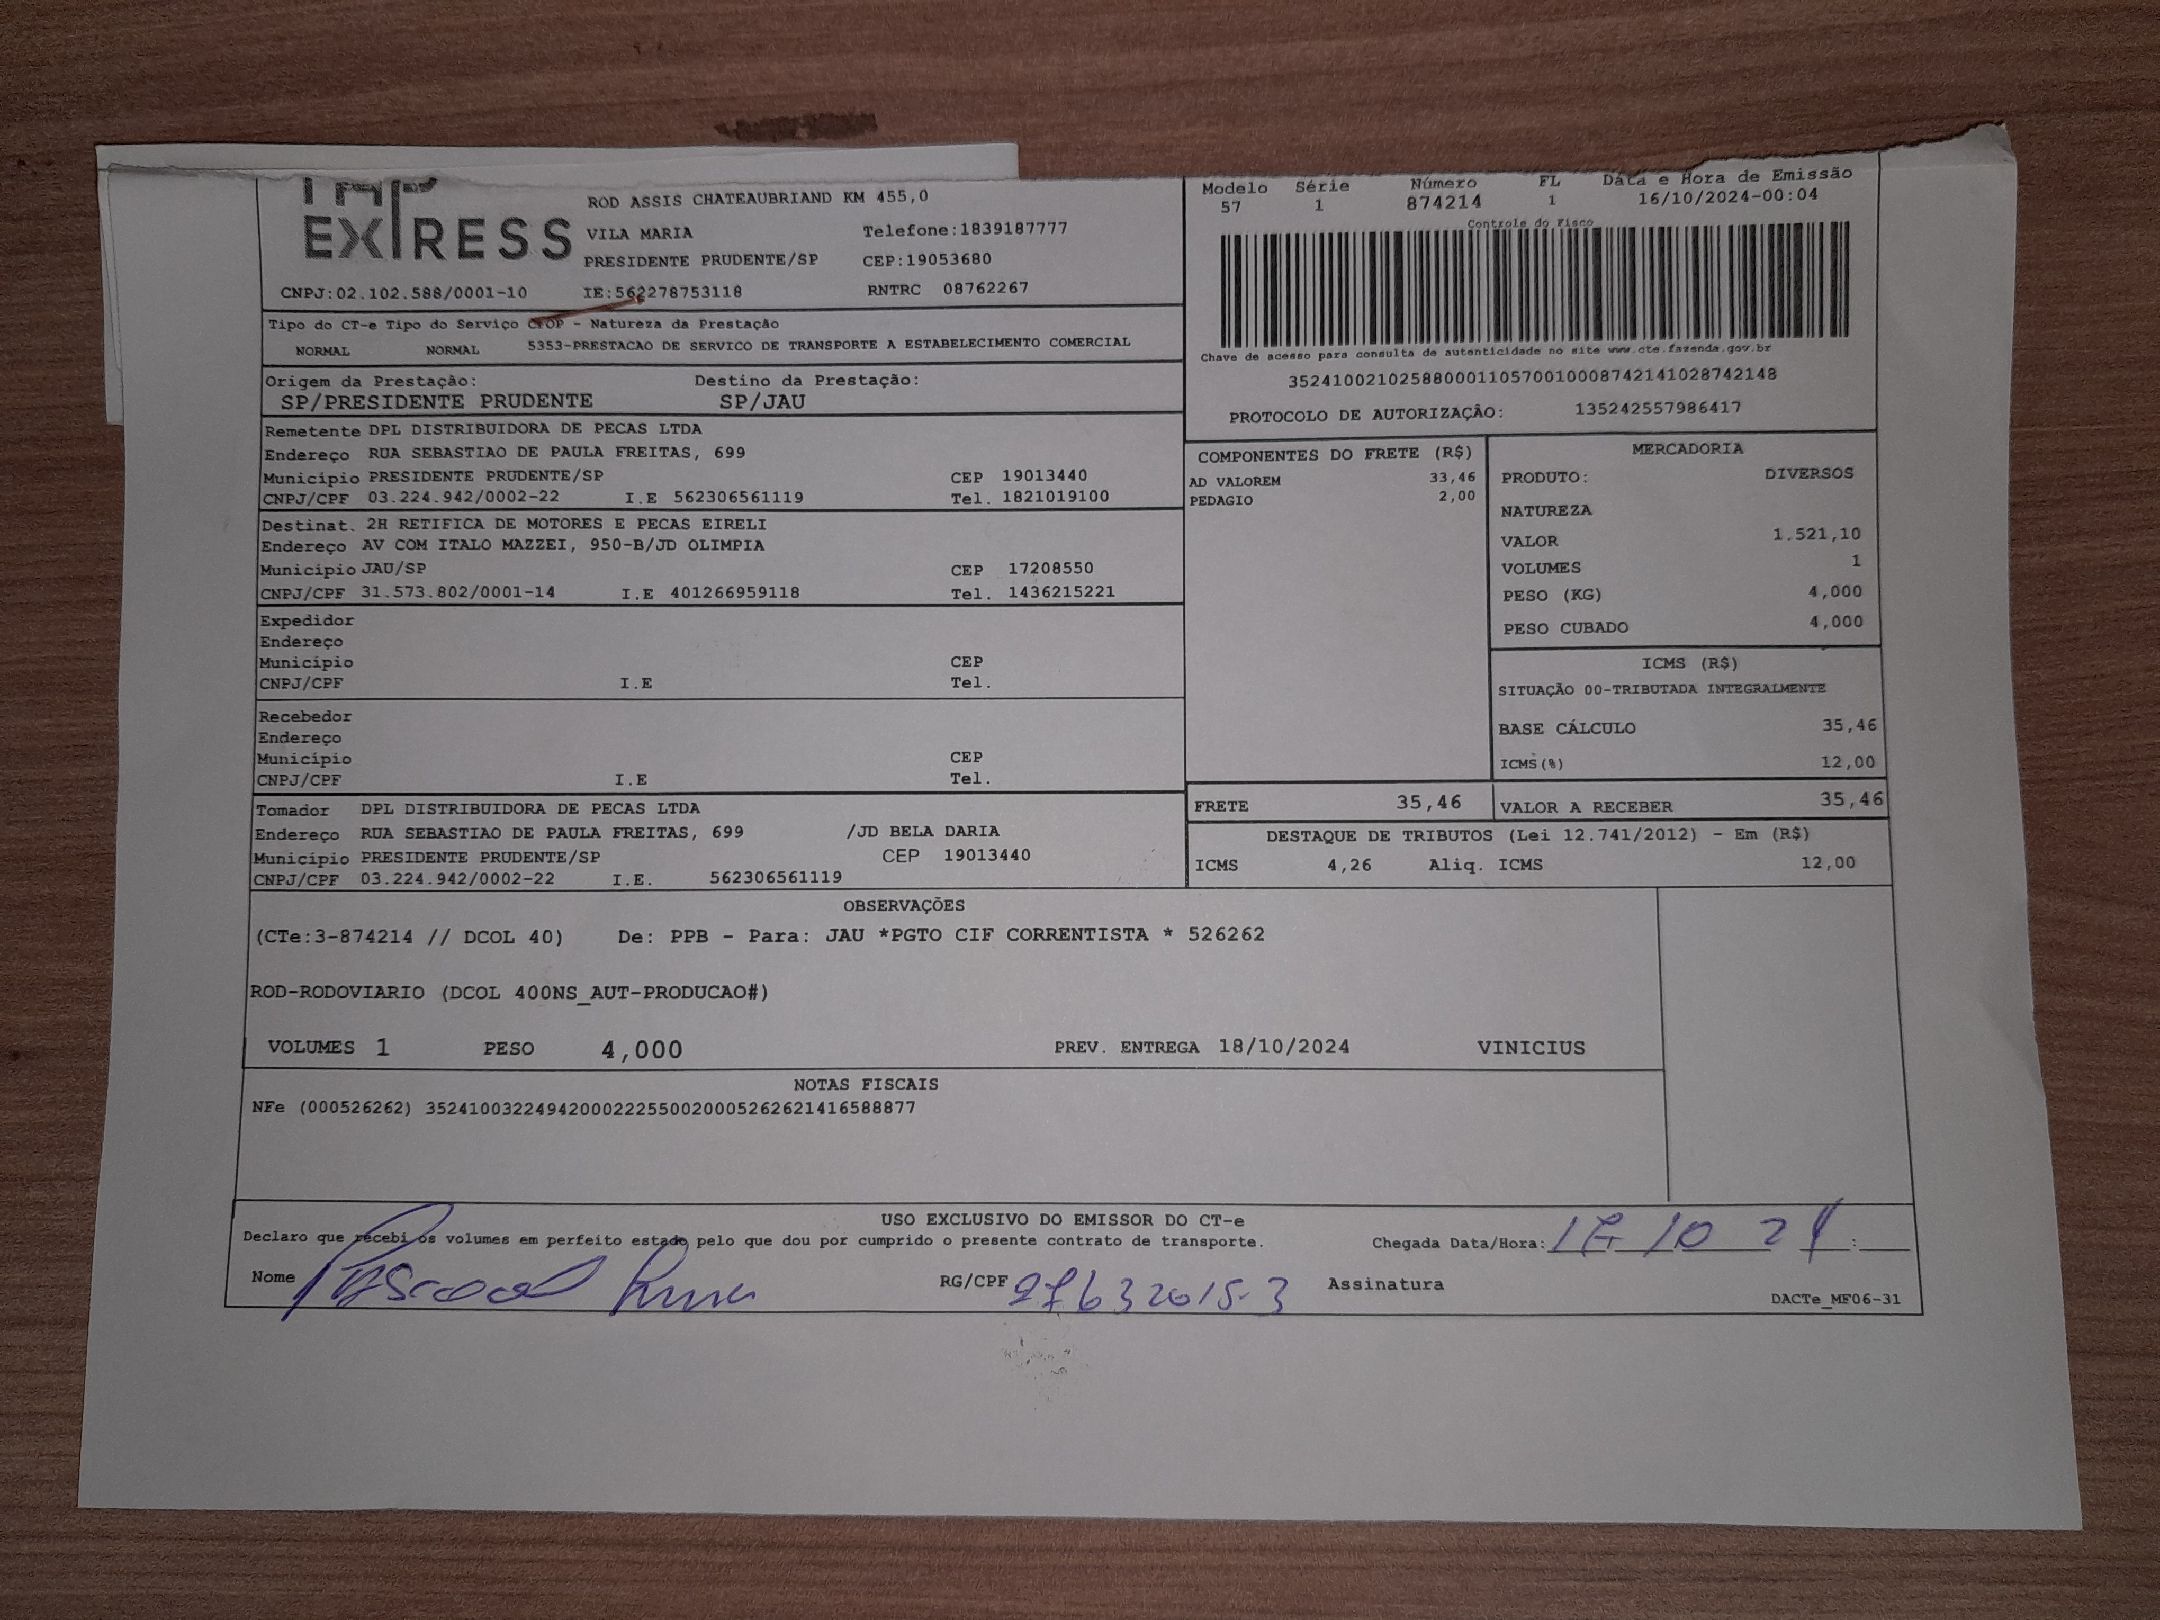 EXPRESS
ROD ASSIS CHATEAUBRIAND KM 455,0
VILA MARIA Telefone:1839187777
PRESIDENTE PRUDENTE/SP CEP:19053680
CNPJ:02.102.588/0001-10 IE:562278753118 RNTRC 08762267
Modelo Série Número FL Data e Hora de Emissão
57 1 874214 1 16/10/2024-00:04
Controle do Fisco
Chave de acesso para consulta de autenticidade no site www.cte.fazenda.gov.br
35241002102588000110570010008742141028742148
PROTOCOLO DE AUTORIZAÇÃO: 135242557986417
Tipo do CT-e Tipo do Serviço CFOP - Natureza da Prestação
NORMAL NORMAL 5353-PRESTACAO DE SERVICO DE TRANSPORTE A ESTABELECIMENTO COMERCIAL
Origem da Prestação: Destino da Prestação:
SP/PRESIDENTE PRUDENTE SP/JAU
Remetente DPL DISTRIBUIDORA DE PECAS LTDA
Endereço RUA SEBASTIAO DE PAULA FREITAS, 699
Município PRESIDENTE PRUDENTE/SP CEP 19013440
CNPJ/CPF 03.224.942/0002-22 I.E 562306561119 Tel. 1821019100
Destinat. 2H RETIFICA DE MOTORES E PECAS EIRELI
Endereço AV COM ITALO MAZZEI, 950-B/JD OLIMPIA
Município JAU/SP CEP 17208550
CNPJ/CPF 31.573.802/0001-14 I.E 401266959118 Tel. 1436215221
Expedidor
Endereço
Município CEP
CNPJ/CPF I.E Tel.
Recebedor
Endereço
Município CEP
CNPJ/CPF I.E Tel.
Tomador DPL DISTRIBUIDORA DE PECAS LTDA
Endereço RUA SEBASTIAO DE PAULA FREITAS, 699 /JD BELA DARIA
Município PRESIDENTE PRUDENTE/SP CEP 19013440
CNPJ/CPF 03.224.942/0002-22 I.E. 562306561119
COMPONENTES DO FRETE (R$)
AD VALOREM 33,46
PEDAGIO 2,00
MERCADORIA
PRODUTO: DIVERSOS
NATUREZA
VALOR 1.521,10
VOLUMES 1
PESO (KG) 4,000
PESO CUBADO 4,000
ICMS (R$)
SITUAÇÃO 00-TRIBUTADA INTEGRALMENTE
BASE CÁLCULO 35,46
ICMS(%) 12,00
FRETE 35,46 VALOR A RECEBER 35,46
DESTAQUE DE TRIBUTOS (Lei 12.741/2012) - Em (R$)
ICMS 4,26 Aliq. ICMS 12,00
OBSERVAÇÕES
(CTe:3-874214 // DCOL 40) De: PPB - Para: JAU *PGTO CIF CORRENTISTA * 526262
ROD-RODOVIARIO (DCOL 400NS_AUT-PRODUCAO#)
VOLUMES 1 PESO 4,000 PREV. ENTREGA 18/10/2024 VINICIUS
NOTAS FISCAIS
NFe (000526262) 35241003224942000222550020005262621416588877
USO EXCLUSIVO DO EMISSOR DO CT-e
Declaro que recebi os volumes em perfeito estado pelo que dou por cumprido o presente contrato de transporte. Chegada Data/Hora: 17 10 24 :
Nome RG/CPF Assinatura
DACTe_MF06-31